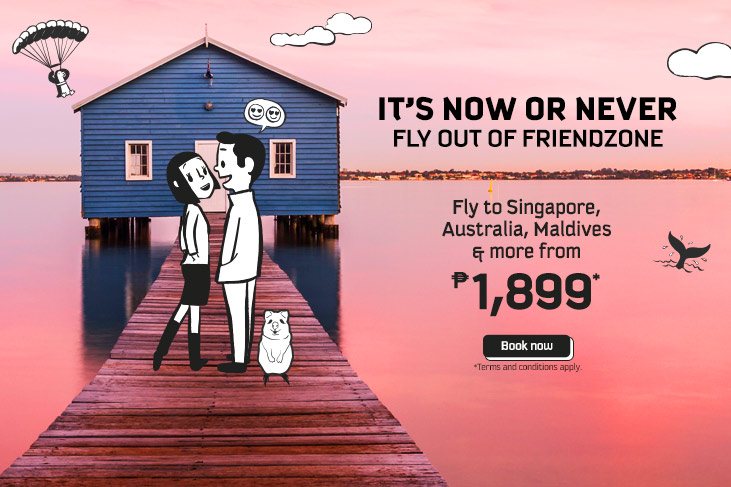 IT'S NOW OR NEVER
FLY OUT OF FRIENDZONE
Fly to Singapore,
Australia, Maldives
& more from
₱1,899*
Book now
*Terms and conditions apply.